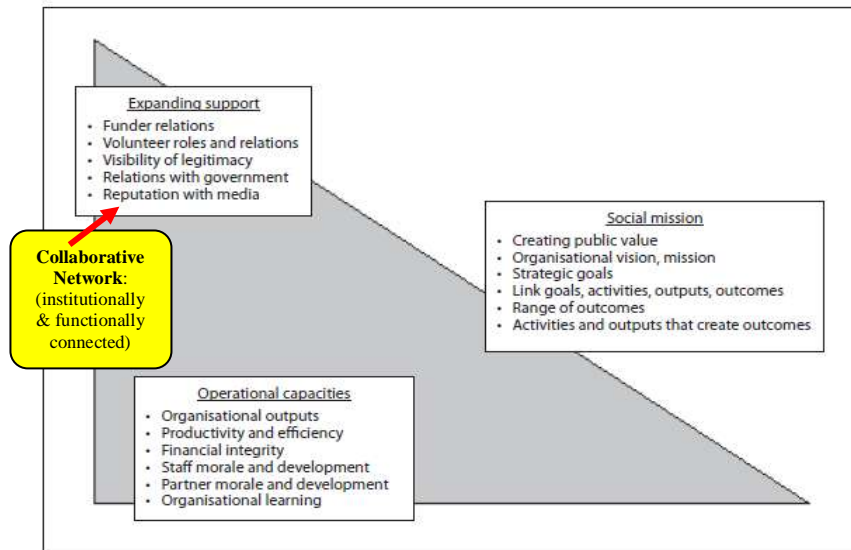 Expanding support
• Funder relations
• Volunteer roles and relations
• Visibility of legitimacy
• Relations with government
• Reputation with media
Collaborative
Network:
(institutionally
& functionally
connected)
Social mission
• Creating public value
• Organisational vision, mission
• Strategic goals
• Link goals, activities, outputs, outcomes
• Range of outcomes
• Activities and outputs that create outcomes
Operational capacities
• Organisational outputs
• Productivity and efficiency
• Financial integrity
• Staff morale and development
• Partner morale and development
• Organisational learning